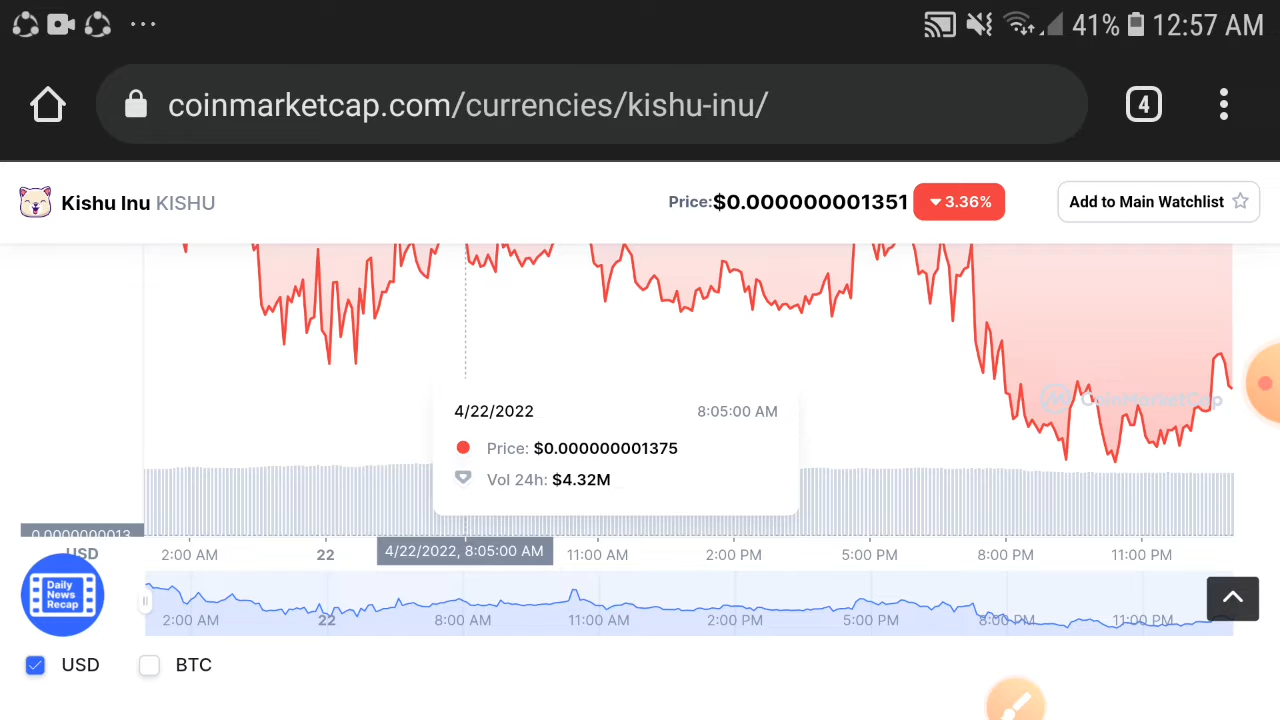 41% 12:57 AM
coinmarketcap.com/currencies/kishu-inu/
4
Kishu Inu KISHU
Price:$0.000000001351
3.36%
Add to Main Watchlist
CoinMarketCap
4/22/2022 8:05:00 AM
Price: $0.000000001375
Vol 24h: $4.32M
0.0000000013
USD
2:00 AM 22 4/22/2022, 8:05:00 AM 11:00 AM 2:00 PM 5:00 PM 8:00 PM 11:00 PM
Daily
News
Recap
2:00 AM 22 8:00 AM 11:00 AM 2:00 PM 5:00 PM 8:00 PM 11:00 PM
USD BTC